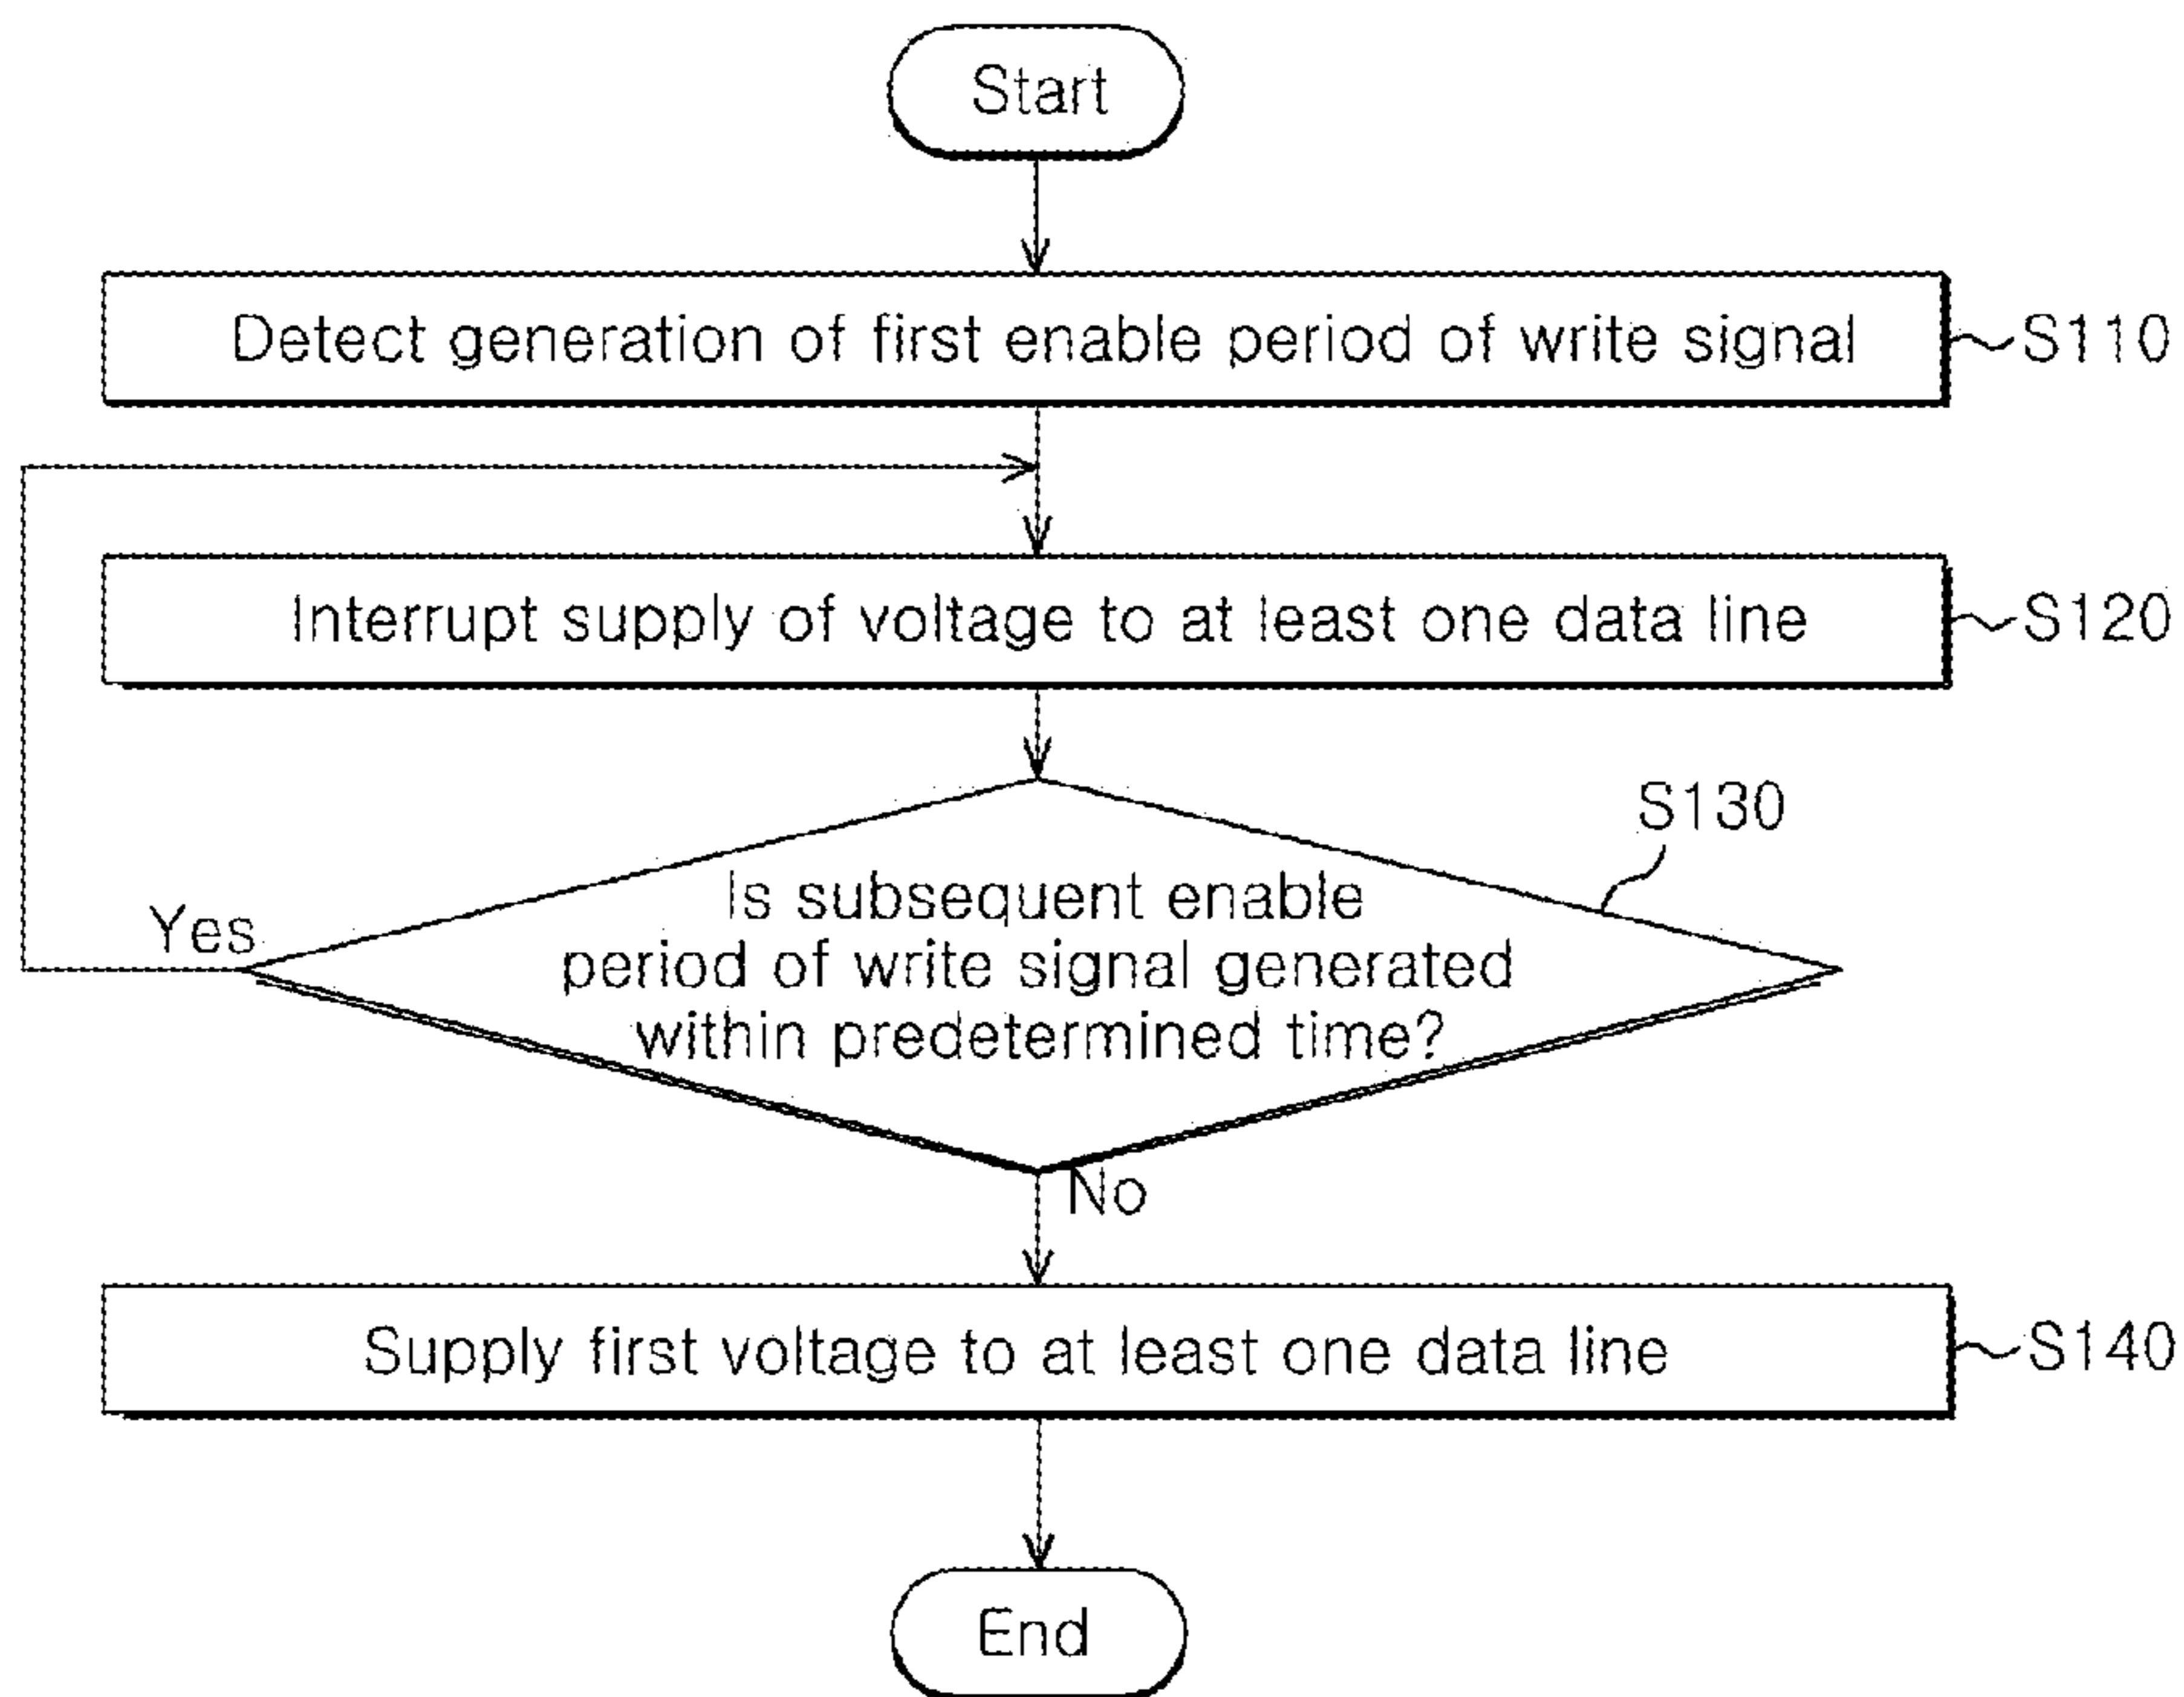 Start
Detect generation of first enable period of write signal
S110
Interrupt supply of voltage to at least one data line
S120
S130
Is subsequent enable
period of write signal generated
within predetermined time?
Yes
No
Supply first voltage to at least one data line
S140
End